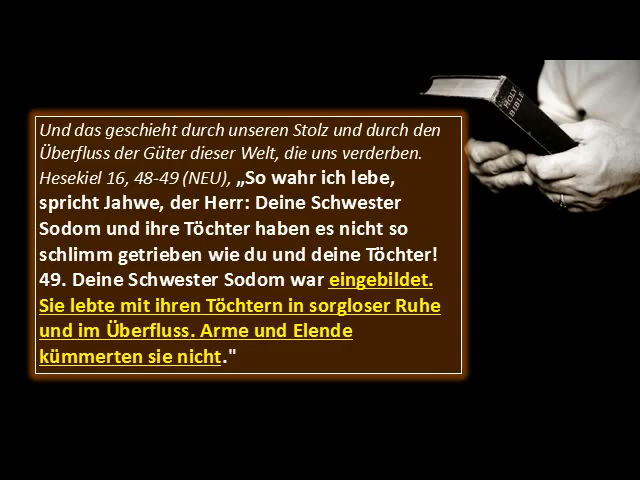 HOLY
BIBLE
Und das geschieht durch unseren Stolz und durch den
Überfluss der Güter dieser Welt, die uns verderben.
Hesekiel 16, 48-49 (NEU), „So wahr ich lebe,
spricht Jahwe, der Herr: Deine Schwester
Sodom und ihre Töchter haben es nicht so
schlimm getrieben wie du und deine Töchter!
49. Deine Schwester Sodom war eingebildet.
Sie lebte mit ihren Töchtern in sorgloser Ruhe
und im Überfluss. Arme und Elende
kümmerten sie nicht."